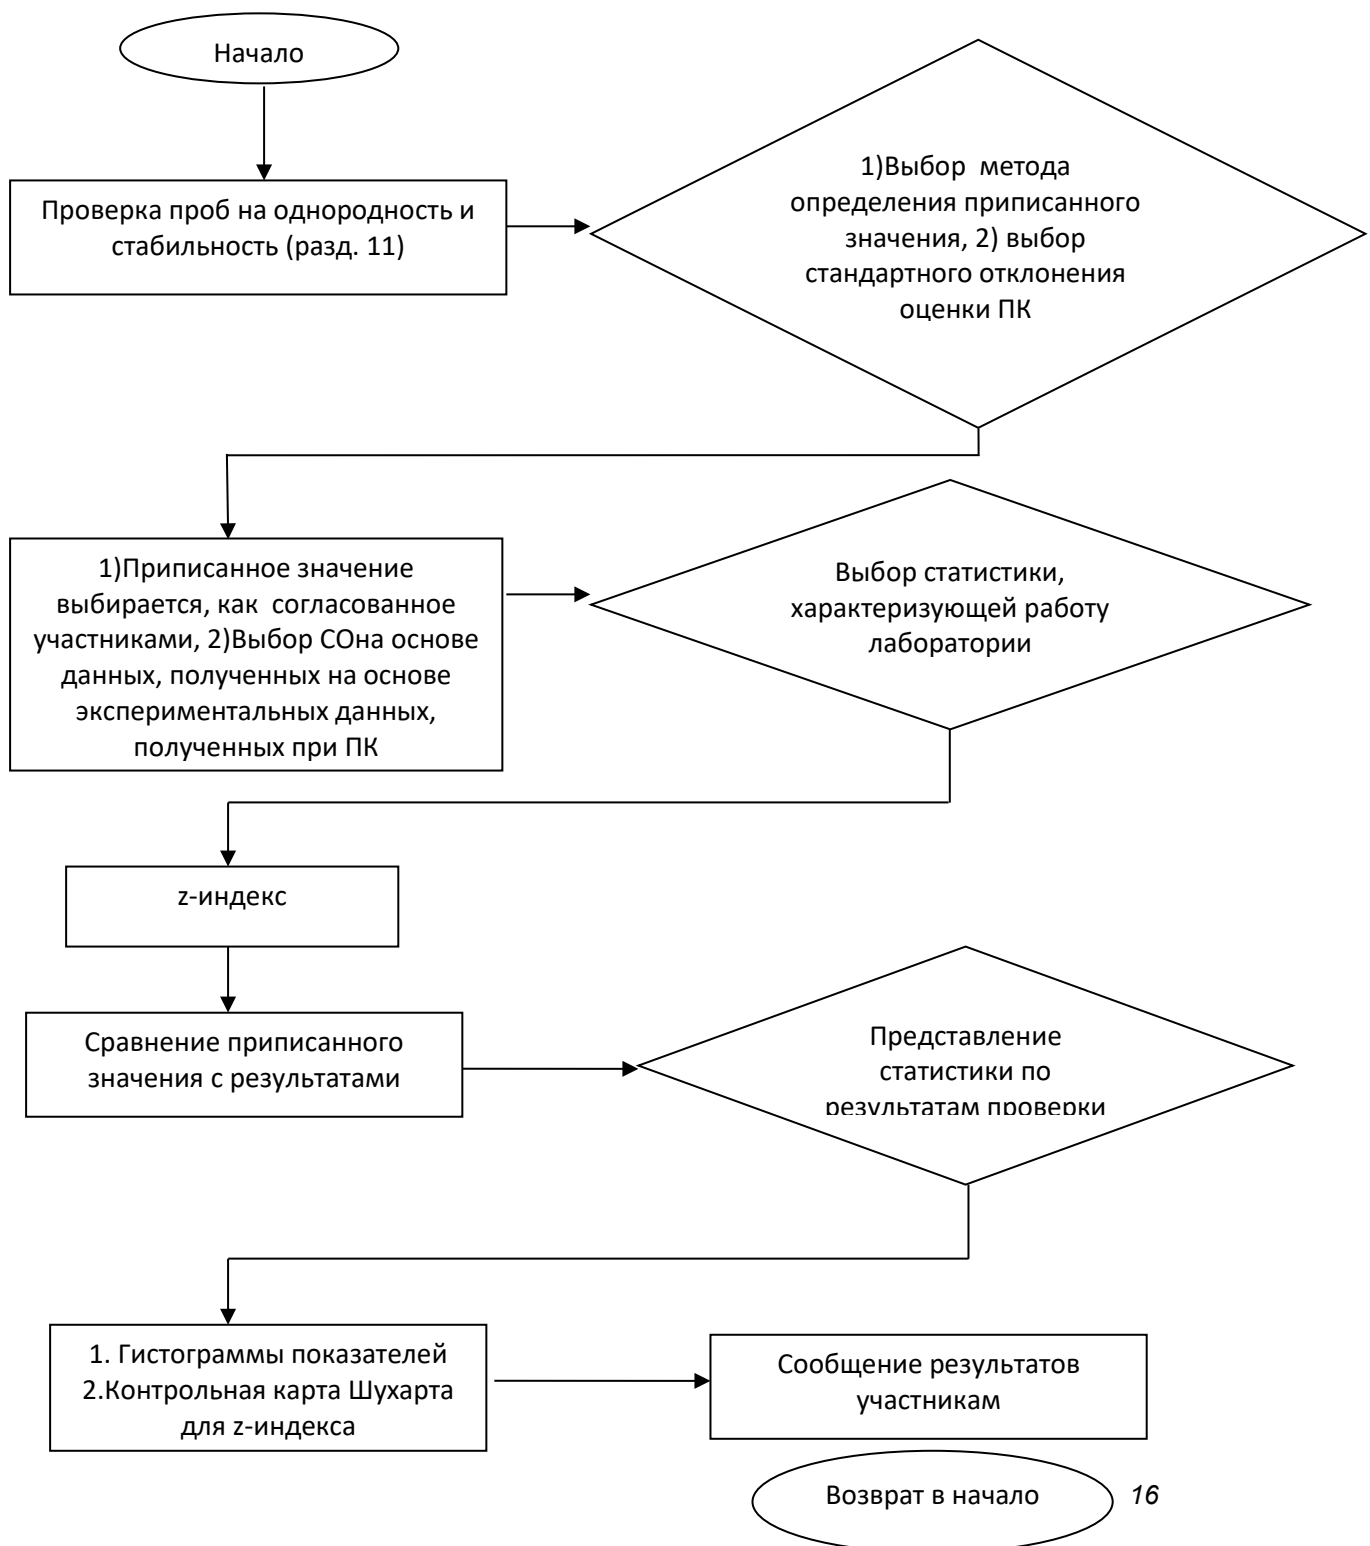 Начало
Проверка проб на однородность и
стабильность (разд. 11)
1)Выбор метода
определения приписанного
значения, 2) выбор
стандартного отклонения
оценки ПК
1)Приписанное значение
выбирается, как согласованное
участниками, 2)Выбор СОна основе
данных, полученных на основе
экспериментальных данных,
полученных при ПК
Выбор статистики,
характеризующей работу
лаборатории
z-индекс
Сравнение приписанного
значения с результатами
Представление
статистики по
результатам проверки
1. Гистограммы показателей
2.Контрольная карта Шухарта
для z-индекса
Сообщение результатов
участникам
Возврат в начало
16